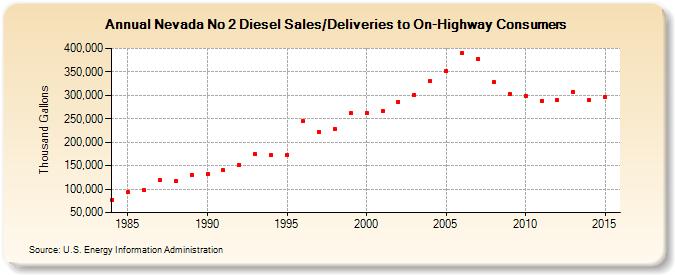 Annual Nevada No 2 Diesel Sales/Deliveries to On-Highway Consumers
Thousand Gallons
400,000
350,000
300,000
250,000
200,000
150,000
100,000
50,000
1985 1990 1995 2000 2005 2010 2015
Source: U.S. Energy Information Administration